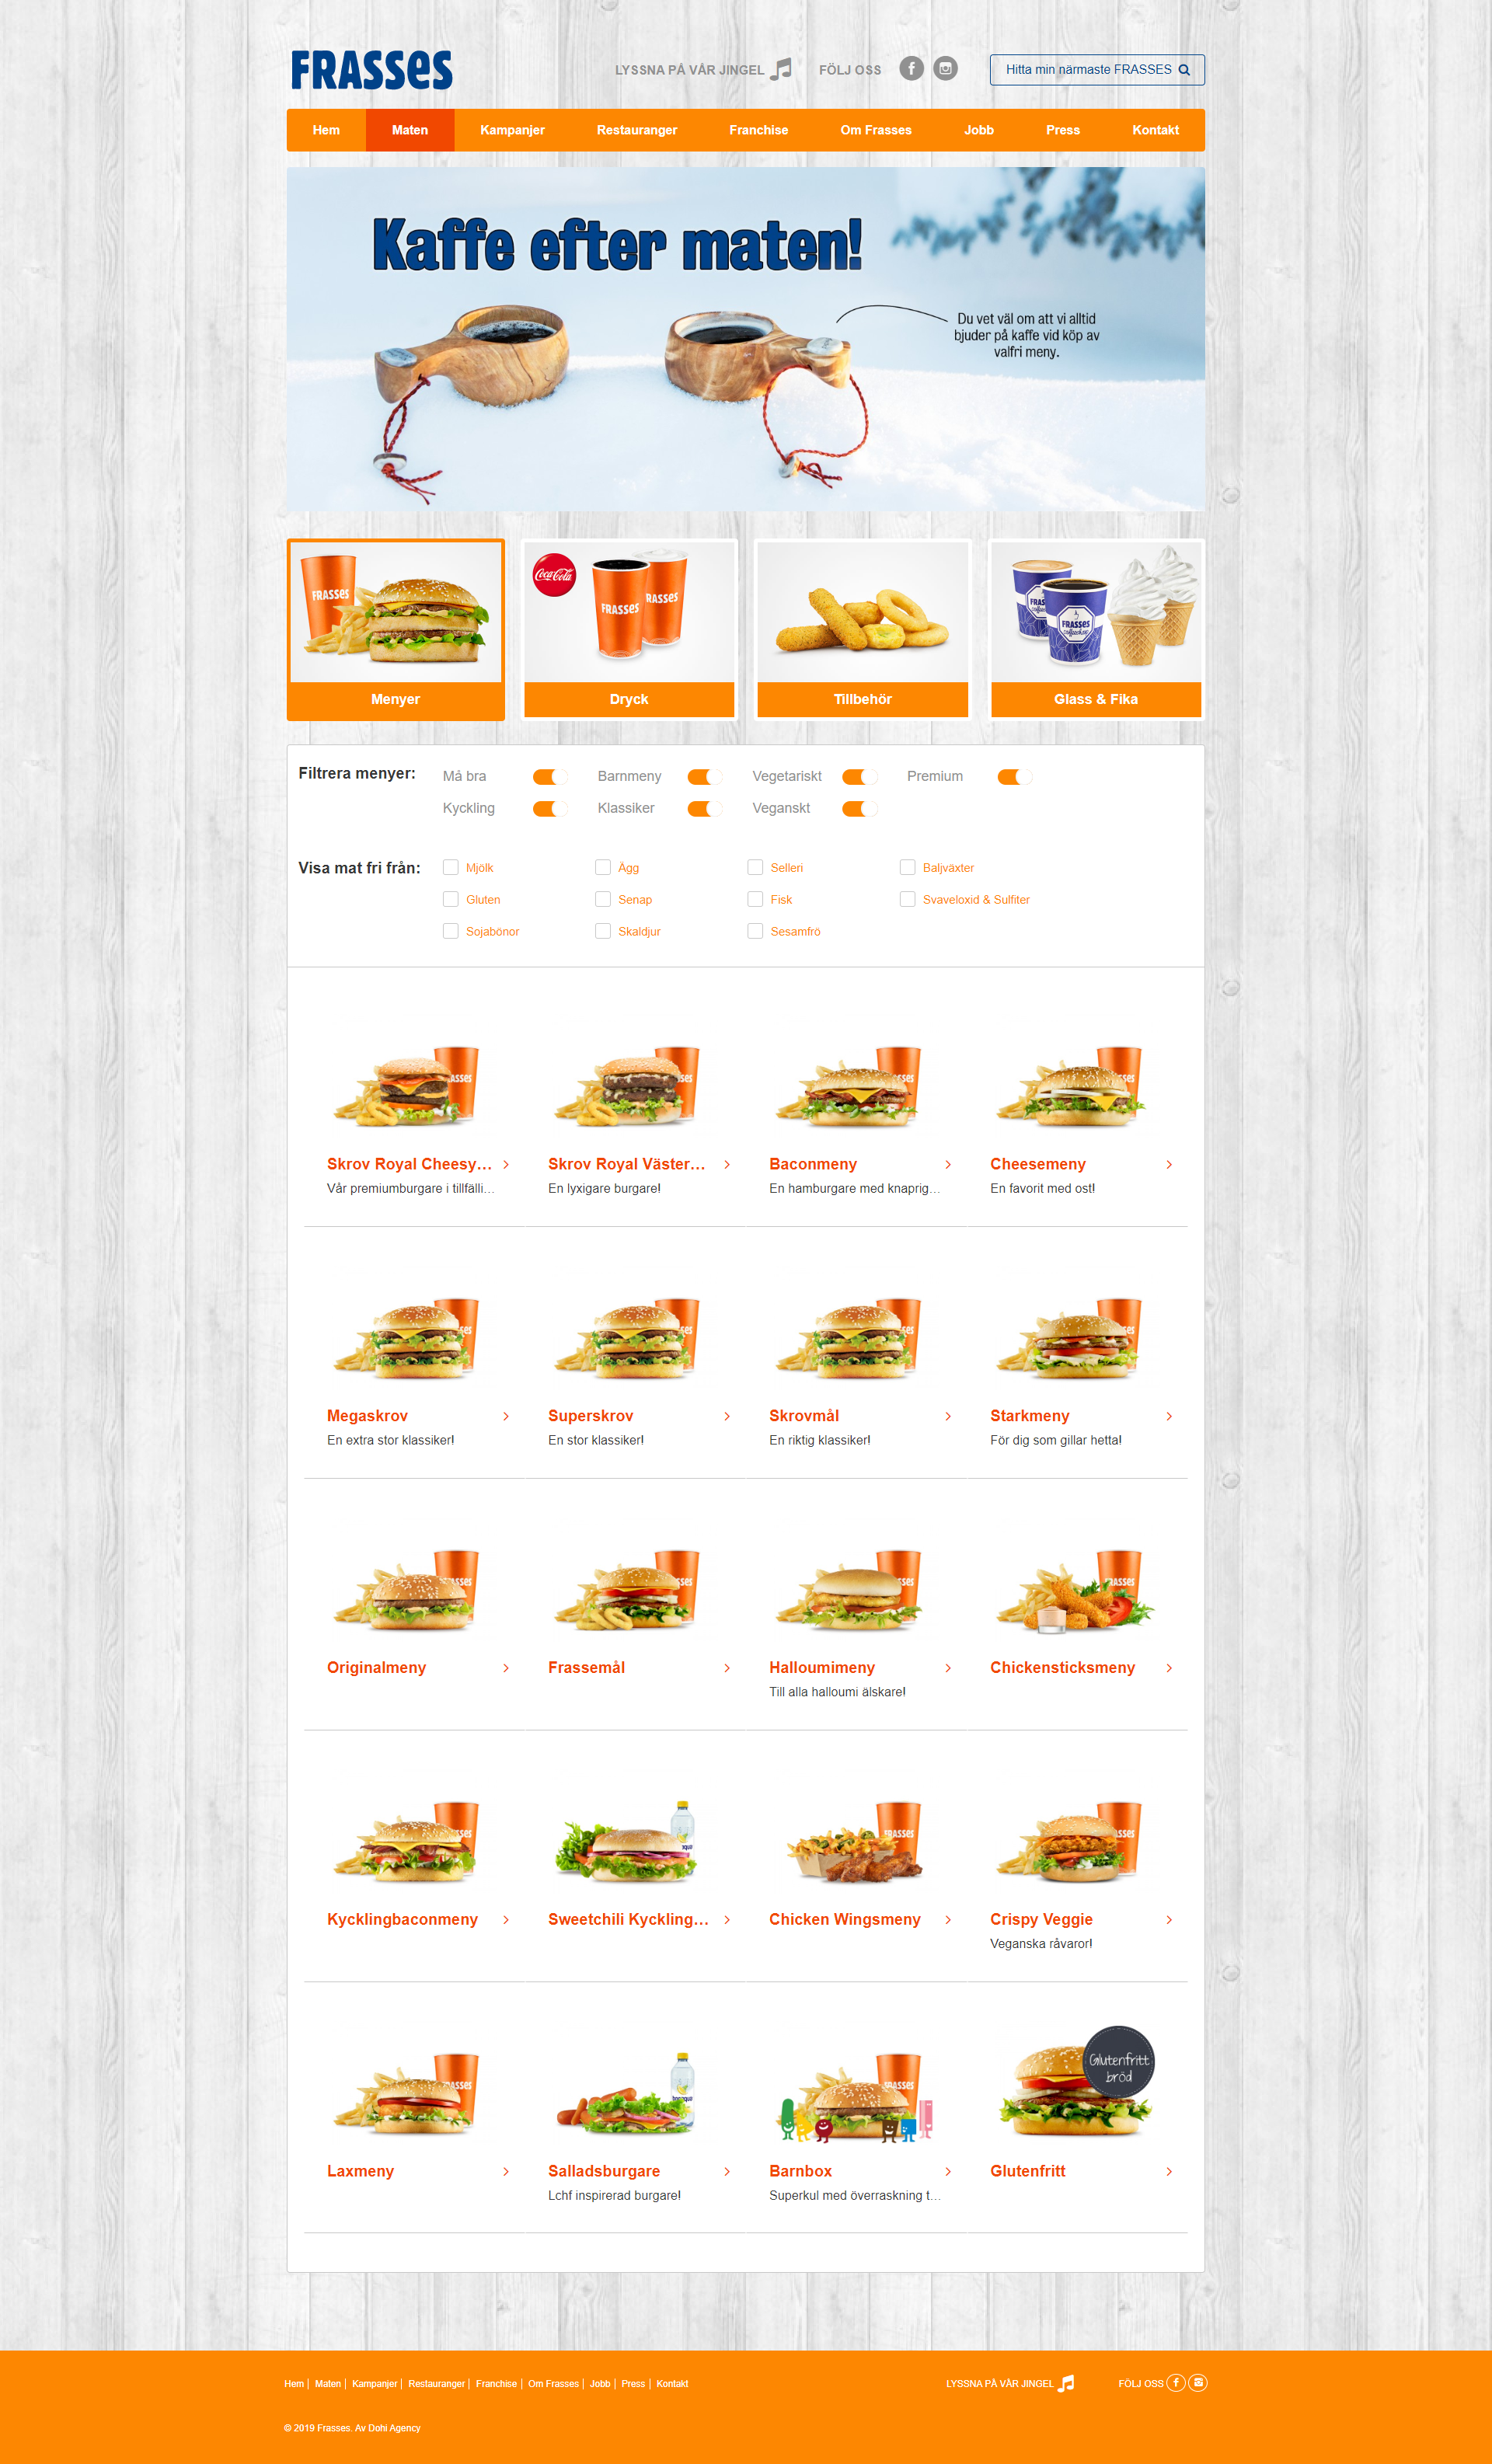 FRASSES
LYSSNA PÅ VÅR JINGEL
FÖLJ OSS
Hitta min närmaste FRASSES
Hem Maten Kampanjer Restauranger Franchise Om Frasses Jobb Press Kontakt
Kaffe efter maten!
Du vet väl om att vi alltid
bjuder på kaffe vid köp av
valfri meny.
FRASSES
Coca-Cola
FRASSES
RASSES
FRASSES
Menyer
Dryck
Tillbehör
Glass & Fika
Filtrera menyer:
Må bra Barnmeny Vegetariskt Premium
Kyckling Klassiker Veganskt
Visa mat fri från:
Mjölk Ägg Selleri Baljväxter
Gluten Senap Fisk Svaveloxid & Sulfiter
Sojabönor Skaldjur Sesamfrö
Skrov Royal Cheesy...
Vår premiumburgare i tillfälli...
Skrov Royal Väster...
En lyxigare burgare!
Baconmeny
En hamburgare med knaprig...
Cheesemeny
En favorit med ost!
Megaskrov
En extra stor klassiker!
Superskrov
En stor klassiker!
Skrovmål
En riktig klassiker!
Starkmeny
För dig som gillar hetta!
Originalmeny
Frassemål
Halloumimeny
Till alla halloumi älskare!
Chickensticksmeny
Kycklingbaconmeny
Sweetchili Kyckling...
Chicken Wingsmeny
Crispy Veggie
Veganska råvaror!
Glutenfritt
bröd
Laxmeny
Salladsburgare
Lchf inspirerad burgare!
Barnbox
Superkul med överraskning t...
Glutenfritt
Hem Maten Kampanjer Restauranger Franchise Om Frasses Jobb Press Kontakt
LYSSNA PÅ VÅR JINGEL
FÖLJ OSS
© 2019 Frasses. Av Dohi Agency